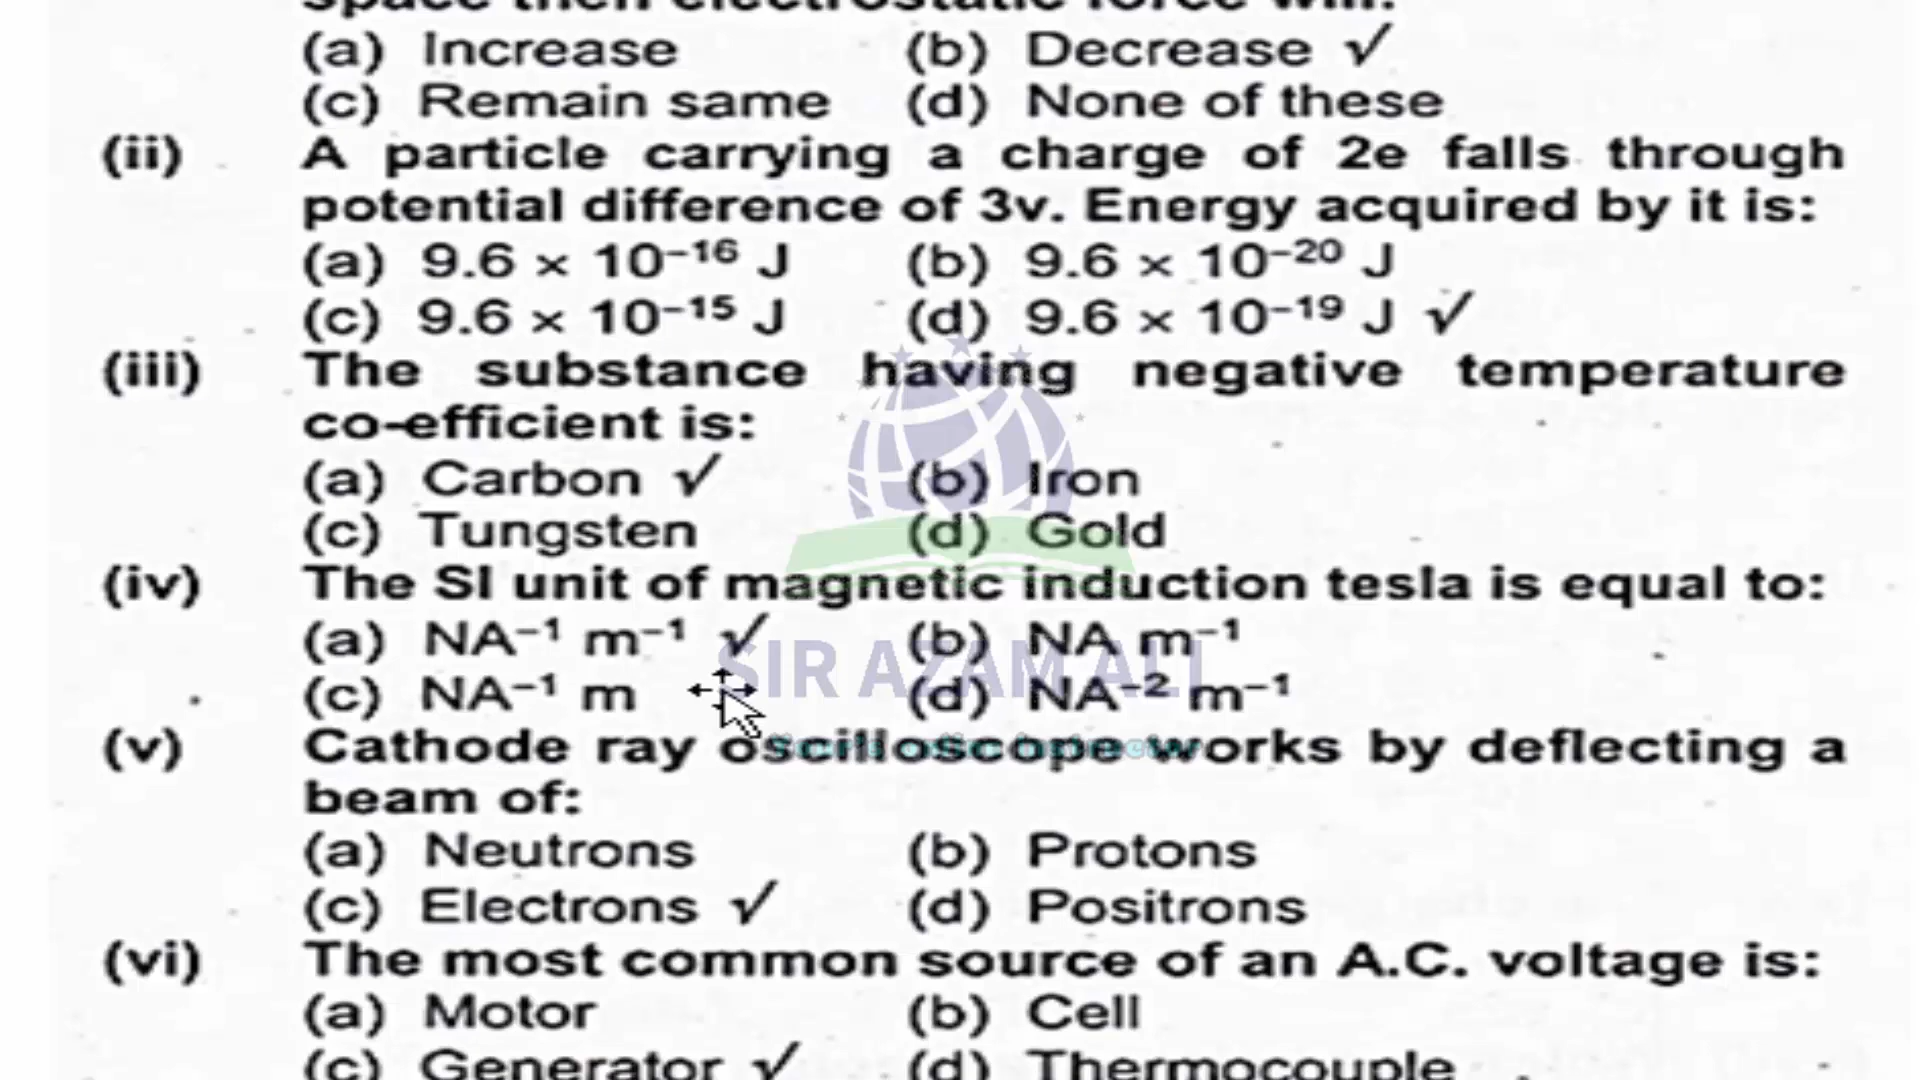 space then electrostatic force will:
(a) Increase (b) Decrease ✓
(c) Remain same (d) None of these
(ii) A particle carrying a charge of 2e falls through
potential difference of 3v. Energy acquired by it is:
(a) 9.6 × 10⁻¹⁶ J (b) 9.6 × 10⁻²⁰ J
(c) 9.6 × 10⁻¹⁵ J (d) 9.6 × 10⁻¹⁹ J ✓
(iii) The substance having negative temperature
co-efficient is:
(a) Carbon ✓ (b) Iron
(c) Tungsten (d) Gold
(iv) The SI unit of magnetic induction tesla is equal to:
(a) NA⁻¹ m⁻¹ ✓ (b) NA m⁻¹
SIR AZAM ALI
(c) NA⁻¹ m (d) NA⁻² m⁻¹
(v) Cathode ray oscilloscope works by deflecting a
beam of:
(a) Neutrons (b) Protons
(c) Electrons ✓ (d) Positrons
(vi) The most common source of an A.C. voltage is:
(a) Motor (b) Cell
(c) Generator ✓ (d) Thermocouple